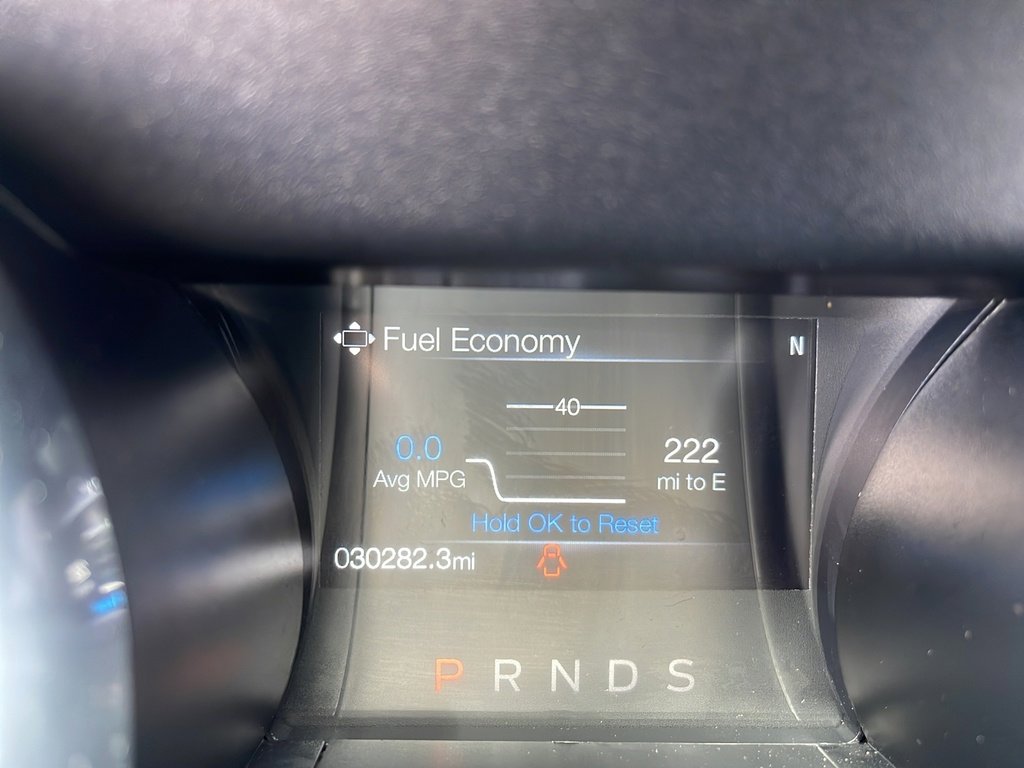 Fuel Economy
N
40
0.0
Avg MPG
222
mi to E
Hold OK to Reset
030282.3mi
P R N D S